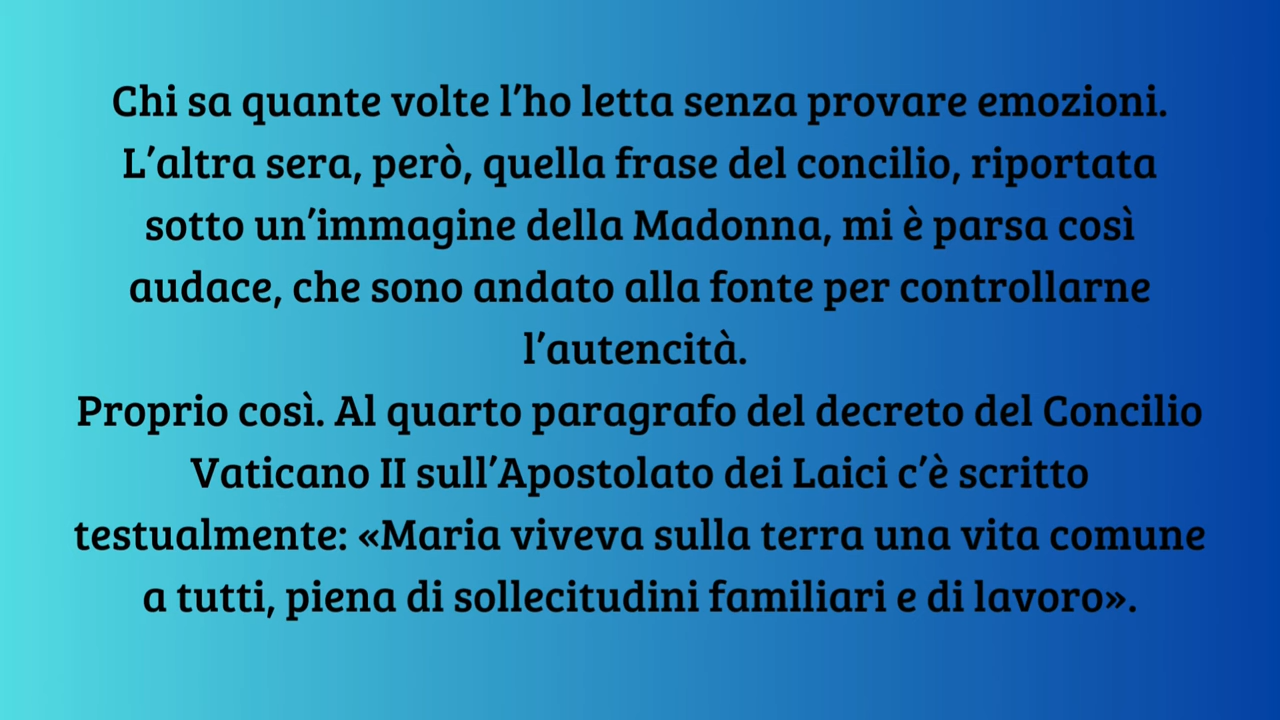 Chi sa quante volte l’ho letta senza provare emozioni.
L’altra sera, però, quella frase del concilio, riportata
sotto un’immagine della Madonna, mi è parsa così
audace, che sono andato alla fonte per controllarne
l’autencità.
Proprio così. Al quarto paragrafo del decreto del Concilio
Vaticano II sull’Apostolato dei Laici c’è scritto
testualmente: «Maria viveva sulla terra una vita comune
a tutti, piena di sollecitudini familiari e di lavoro».